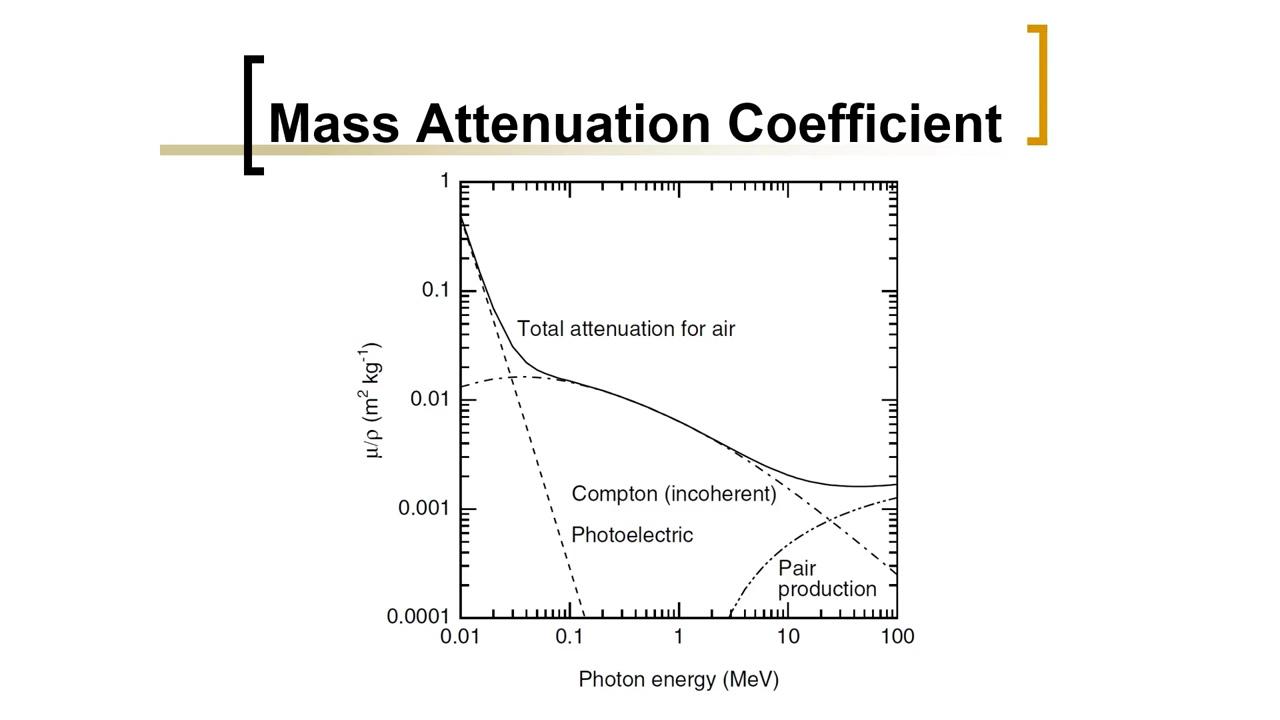 Mass Attenuation Coefficient
1
0.1
0.01
0.001
0.0001
μ/ρ (m² kg⁻¹)
Total attenuation for air
Compton (incoherent)
Photoelectric
Pair
production
0.01 0.1 1 10 100
Photon energy (MeV)